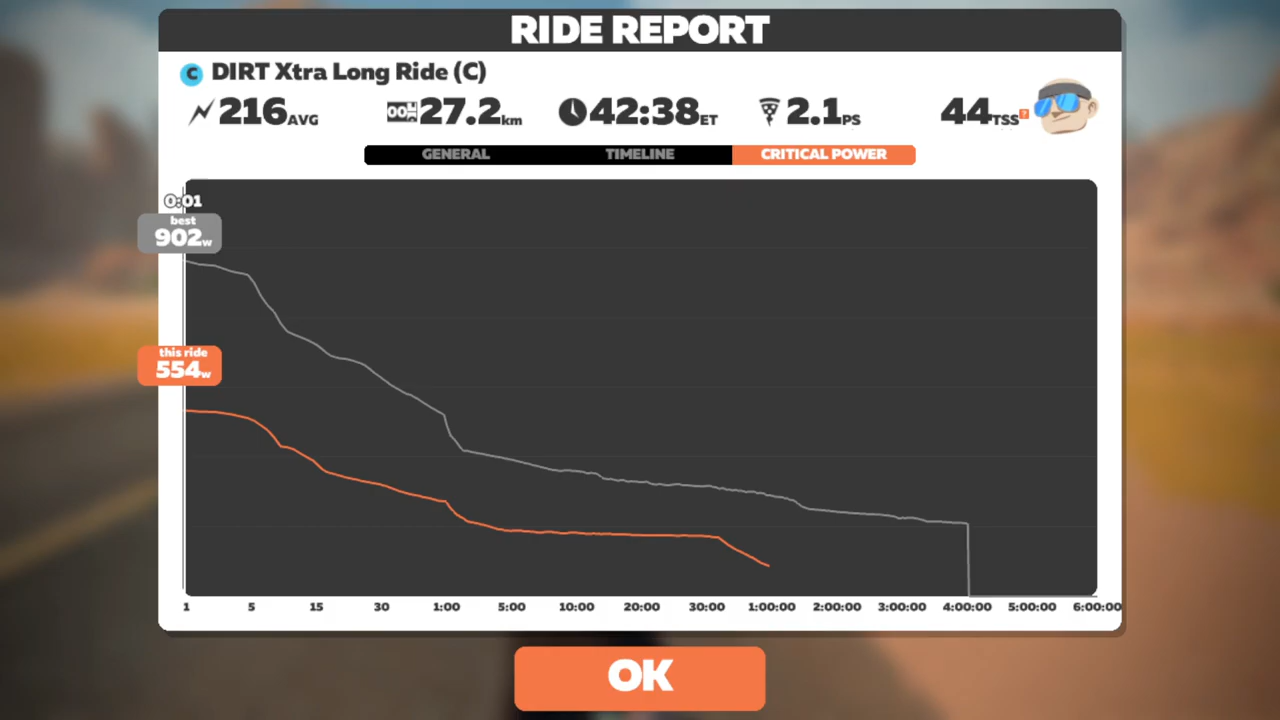 RIDE REPORT
C DIRT Xtra Long Ride (C)
216AVG 27.2km 42:38ET 2.1PS 44TSS?
GENERAL TIMELINE CRITICAL POWER
0:01
best
902w
this ride
554w
1 5 15 30 1:00 5:00 10:00 20:00 30:00 1:00:00 2:00:00 3:00:00 4:00:00 5:00:00 6:00:00
OK